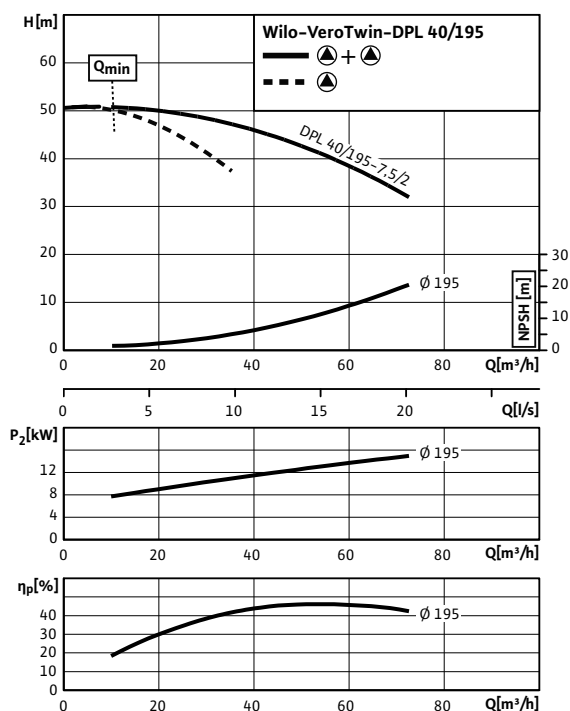 H[m]
Wilo-VeroTwin-DPL 40/195
+
Qmin
70
60
50
40
30
20
10
0
DPL 40/195-7,5/2
Ø 195
30
20
10
0
NPSH [m]
0 20 40 60 80 Q[m³/h]
0 5 10 15 20 Q[l/s]
P₂[kW]
12
8
4
0
Ø 195
0 20 40 60 80 Q[m³/h]
ηp[%]
40
30
20
10
0
Ø 195
0 20 40 60 80 Q[m³/h]